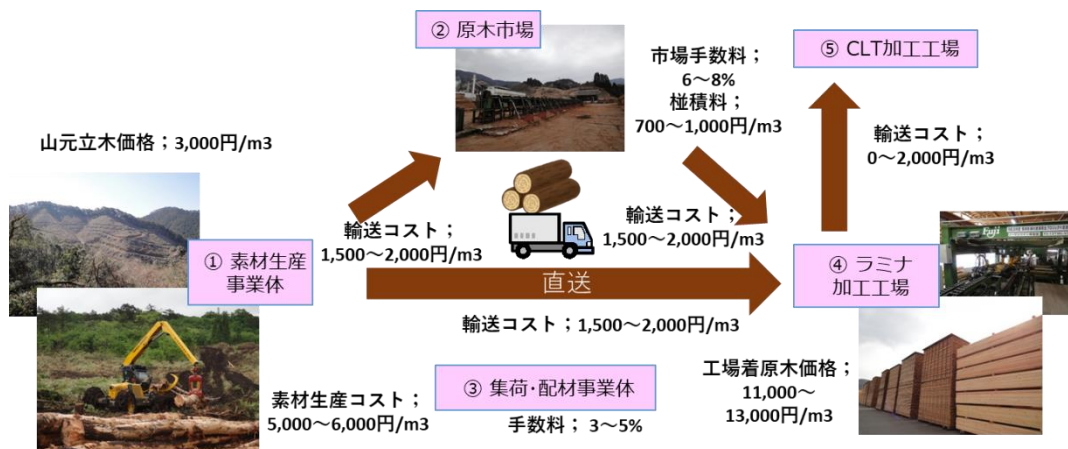 ② 原木市場
市場手数料；
6～8%
椪積料；
700～1,000円/m3
⑤ CLT加工工場
山元立木価格；3,000円/m3
輸送コスト；
0～2,000円/m3
輸送コスト；
1,500～2,000円/m3
輸送コスト；
1,500～2,000円/m3
① 素材生産
事業体
直送
④ ラミナ
加工工場
Fuji
輸送コスト；1,500～2,000円/m3
③ 集荷・配材事業体
手数料； 3～5%
素材生産コスト；
5,000～6,000円/m3
工場着原木価格；
11,000～
13,000円/m3